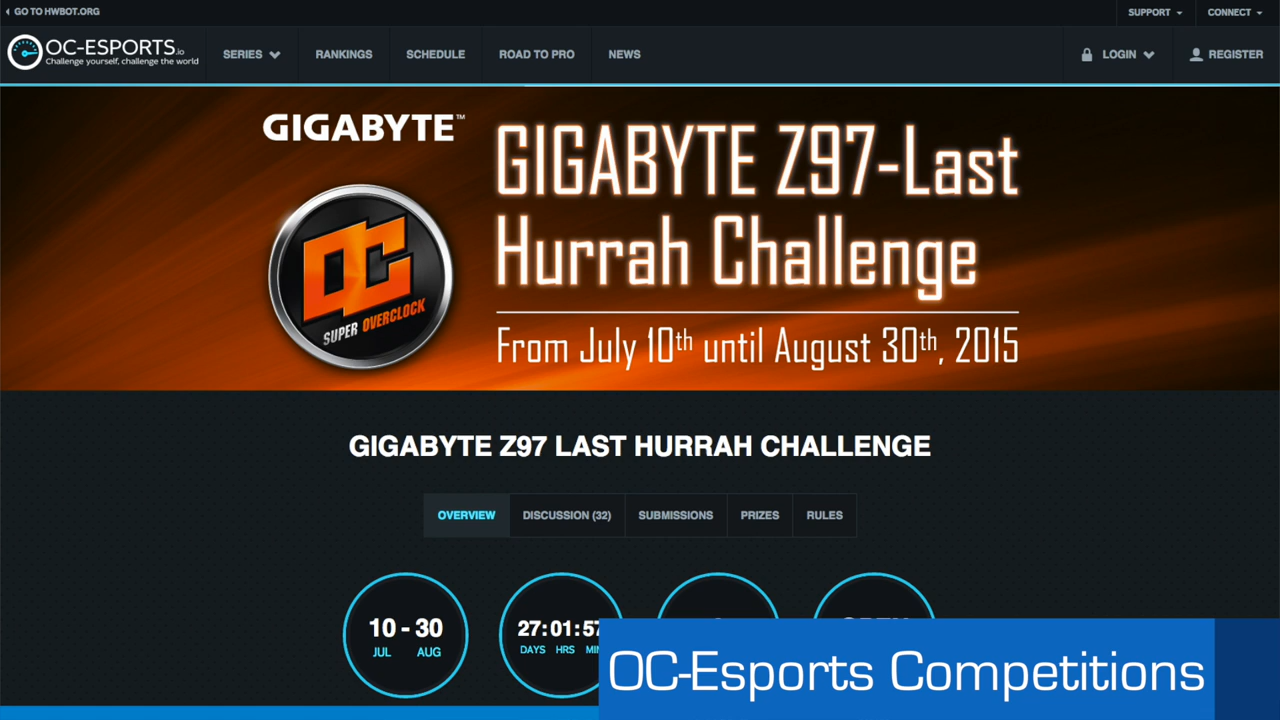 GO TO HWBOT.ORG
SUPPORT
CONNECT
OC-ESPORTS.io
Challenge yourself, challenge the world
SERIES
RANKINGS
SCHEDULE
ROAD TO PRO
NEWS
LOGIN
REGISTER
GIGABYTE™
OC
SUPER OVERCLOCK
GIGABYTE Z97-Last
Hurrah Challenge
From July 10th until August 30th, 2015
GIGABYTE Z97 LAST HURRAH CHALLENGE
OVERVIEW
DISCUSSION (32)
SUBMISSIONS
PRIZES
RULES
10 - 30
JUL AUG
27:01:57
DAYS HRS MIN
OC-Esports Competitions